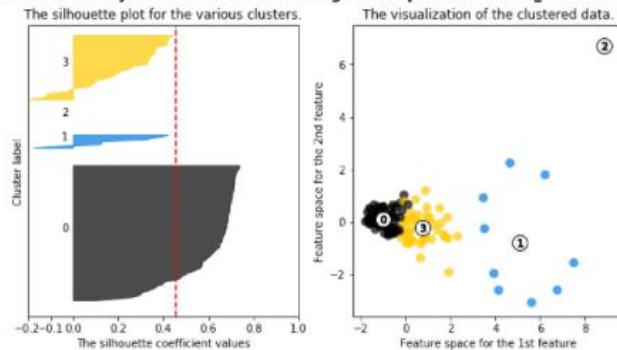 The silhouette plot for the various clusters.
3
2
1
0
Cluster label
-0.2-0.1 0.0 0.2 0.4 0.6 0.8 1.0
The silhouette coefficient values
The visualization of the clustered data.
2
0
3
1
6
4
2
0
−2
Feature space for the 2nd feature
−2 0 2 4 6 8
Feature space for the 1st feature